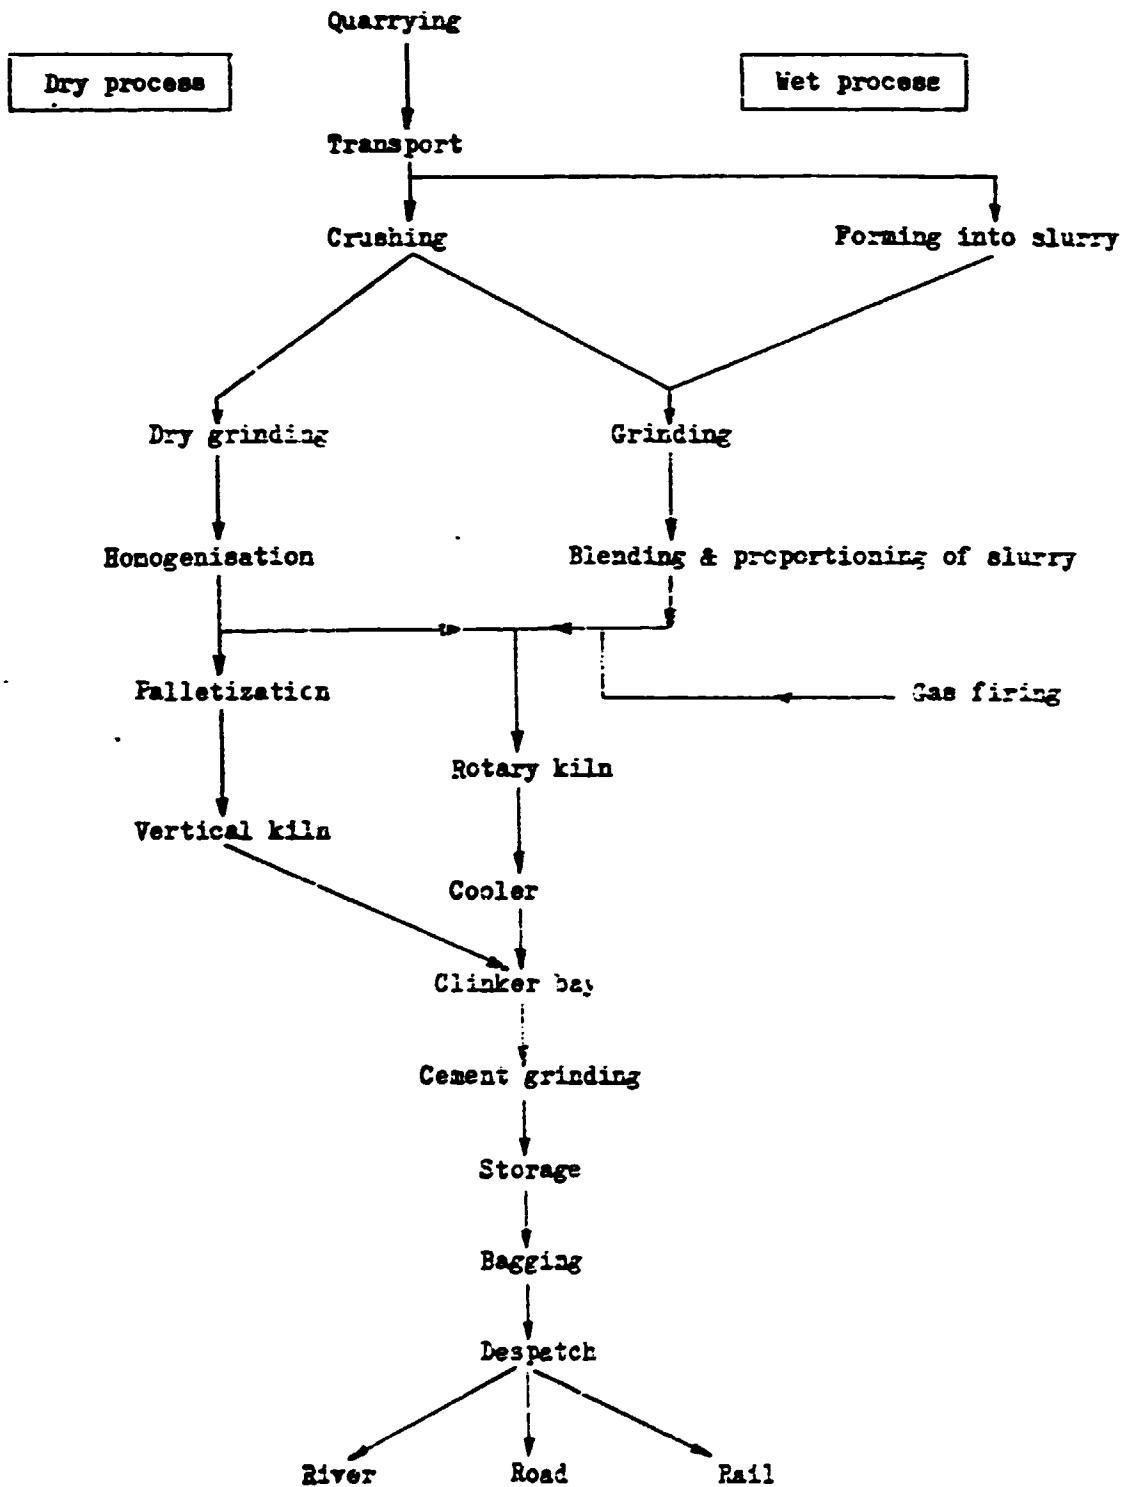 Quarrying
Dry process
Wet process
Transport
Crushing
Forming into slurry
Dry grinding
Grinding
Homogenisation
Blending & proportioning of slurry
Palletization
Gas firing
Rotary kiln
Vertical kiln
Cooler
Clinker bay
Cement grinding
Storage
Bagging
Despatch
River
Road
Rail